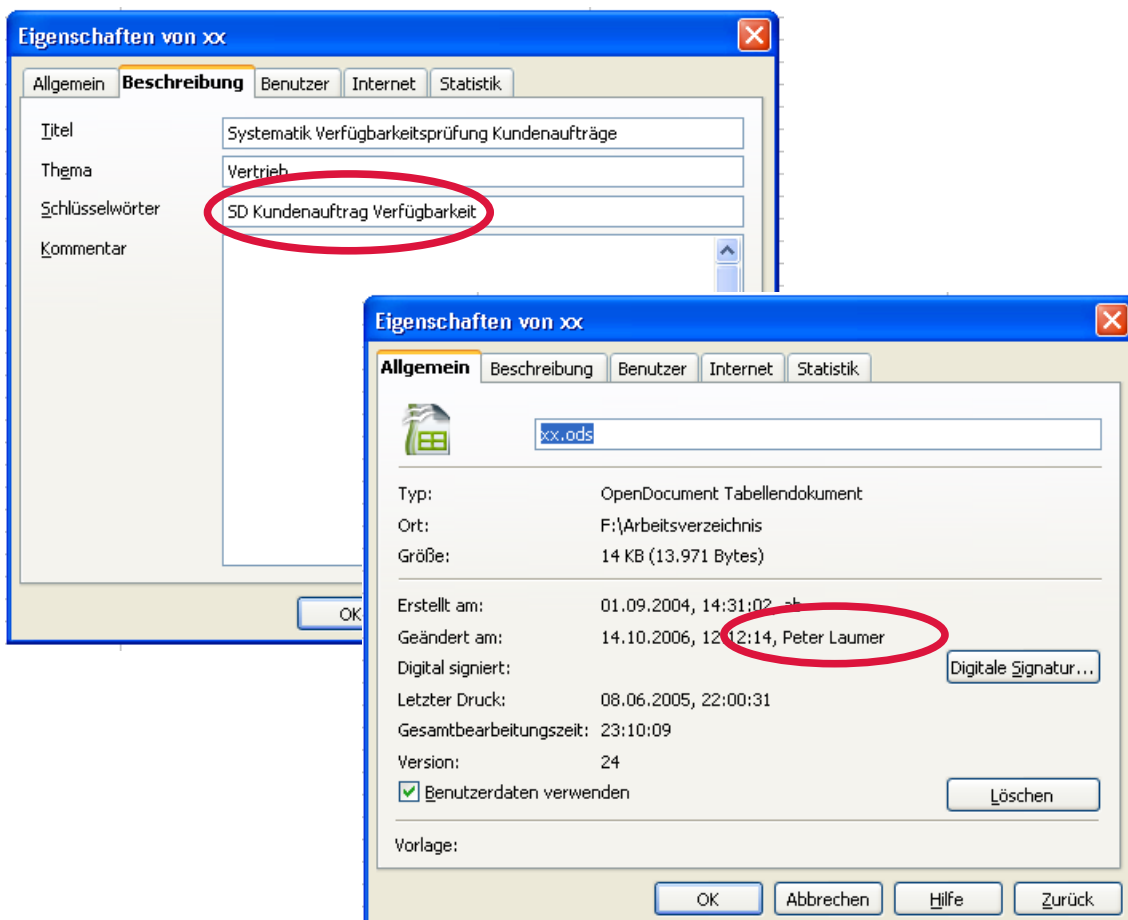 Eigenschaften von xx
Allgemein Beschreibung Benutzer Internet Statistik
Titel Systematik Verfügbarkeitsprüfung Kundenaufträge
Thema Vertrieb
Schlüsselwörter SD Kundenauftrag Verfügbarkeit
Kommentar
OK
Eigenschaften von xx
Allgemein Beschreibung Benutzer Internet Statistik
xx.ods
Typ: OpenDocument Tabellendokument
Ort: F:\Arbeitsverzeichnis
Größe: 14 KB (13.971 Bytes)
Erstellt am: 01.09.2004, 14:31:02,
Geändert am: 14.10.2006, 12:12:14, Peter Laumer
Digital signiert: Digitale Signatur...
Letzter Druck: 08.06.2005, 22:00:31
Gesamtbearbeitungszeit: 23:10:09
Version: 24
Benutzerdaten verwenden Löschen
Vorlage:
OK Abbrechen Hilfe Zurück